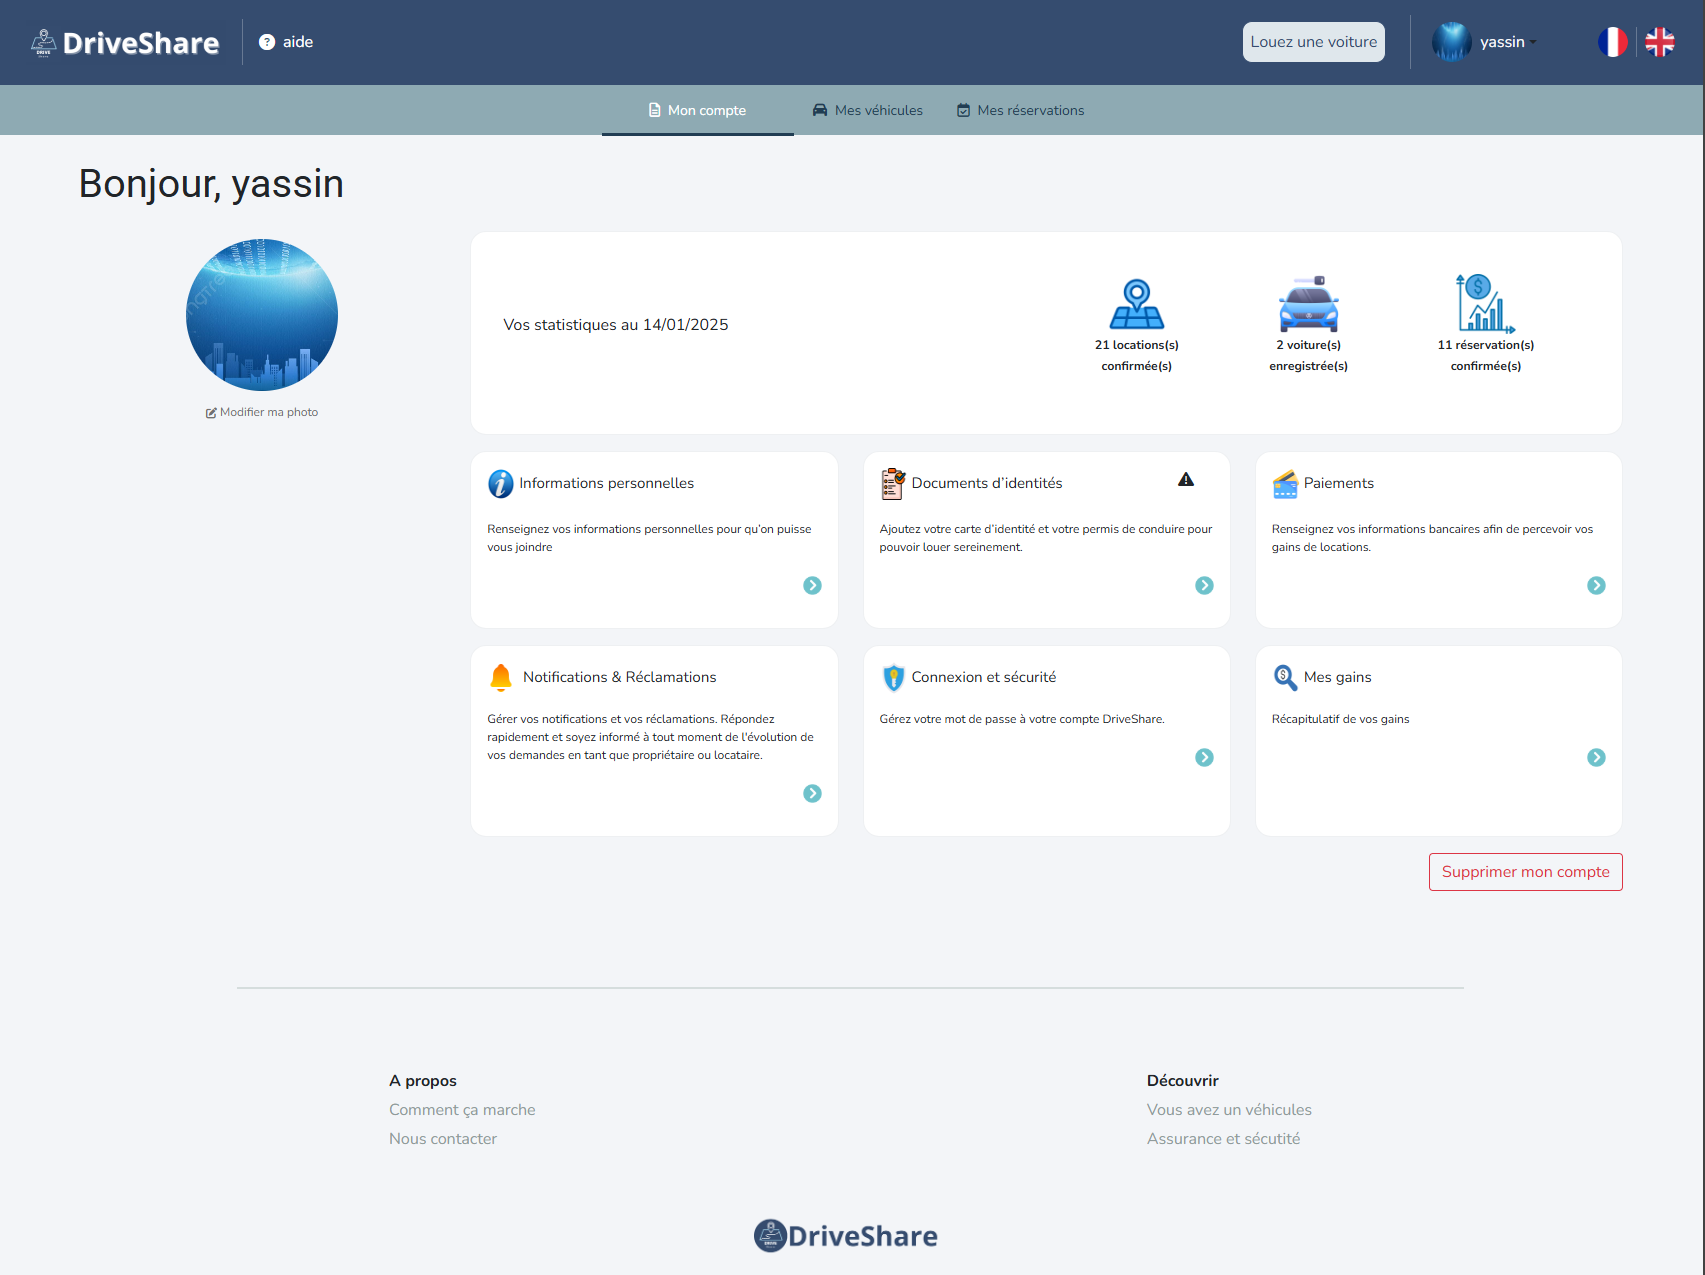 DriveShare
aide
Louez une voiture
yassin
Mon compte
Mes véhicules
Mes réservations
Bonjour, yassin
Modifier ma photo
Vos statistiques au 14/01/2025
21 locations(s)
confirmée(s)
2 voiture(s)
enregistrée(s)
11 réservation(s)
confirmée(s)
Informations personnelles
Renseignez vos informations personnelles pour qu’on puisse
vous joindre
Documents d’identités
Ajoutez votre carte d’identité et votre permis de conduire pour
pouvoir louer sereinement.
Paiements
Renseignez vos informations bancaires afin de percevoir vos
gains de locations.
Notifications & Réclamations
Gérer vos notifications et vos réclamations. Répondez
rapidement et soyez informé à tout moment de l'évolution de
vos demandes en tant que propriétaire ou locataire.
Connexion et sécurité
Gérez votre mot de passe à votre compte DriveShare.
Mes gains
Récapitulatif de vos gains
Supprimer mon compte
A propos
Comment ça marche
Nous contacter
Découvrir
Vous avez un véhicules
Assurance et sécutité
DriveShare